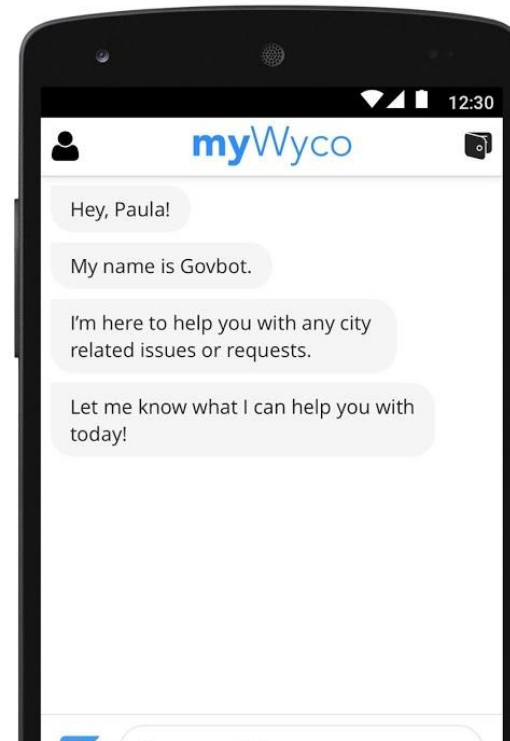 12:30
myWyco
Hey, Paula!
My name is Govbot.
I'm here to help you with any city
related issues or requests.
Let me know what I can help you with
today!